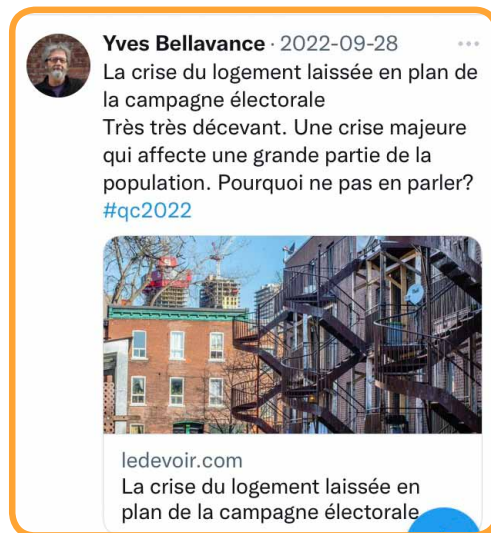 Yves Bellavance · 2022-09-28
La crise du logement laissée en plan de
la campagne électorale
Très très décevant. Une crise majeure
qui affecte une grande partie de la
population. Pourquoi ne pas en parler?
#qc2022
ledevoir.com
La crise du logement laissée en
plan de la campagne électorale